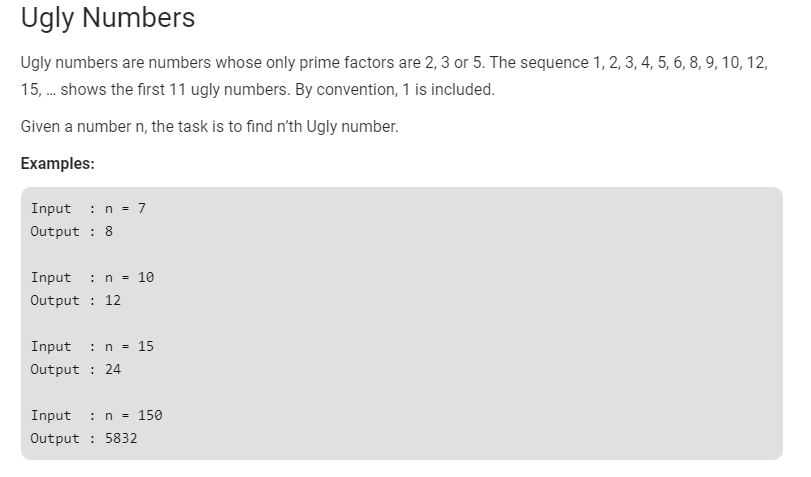 Ugly Numbers
Ugly numbers are numbers whose only prime factors are 2, 3 or 5. The sequence 1, 2, 3, 4, 5, 6, 8, 9, 10, 12,
15, … shows the first 11 ugly numbers. By convention, 1 is included.
Given a number n, the task is to find n’th Ugly number.
Examples:
Input  : n = 7
Output : 8
Input  : n = 10
Output : 12
Input  : n = 15
Output : 24
Input  : n = 150
Output : 5832